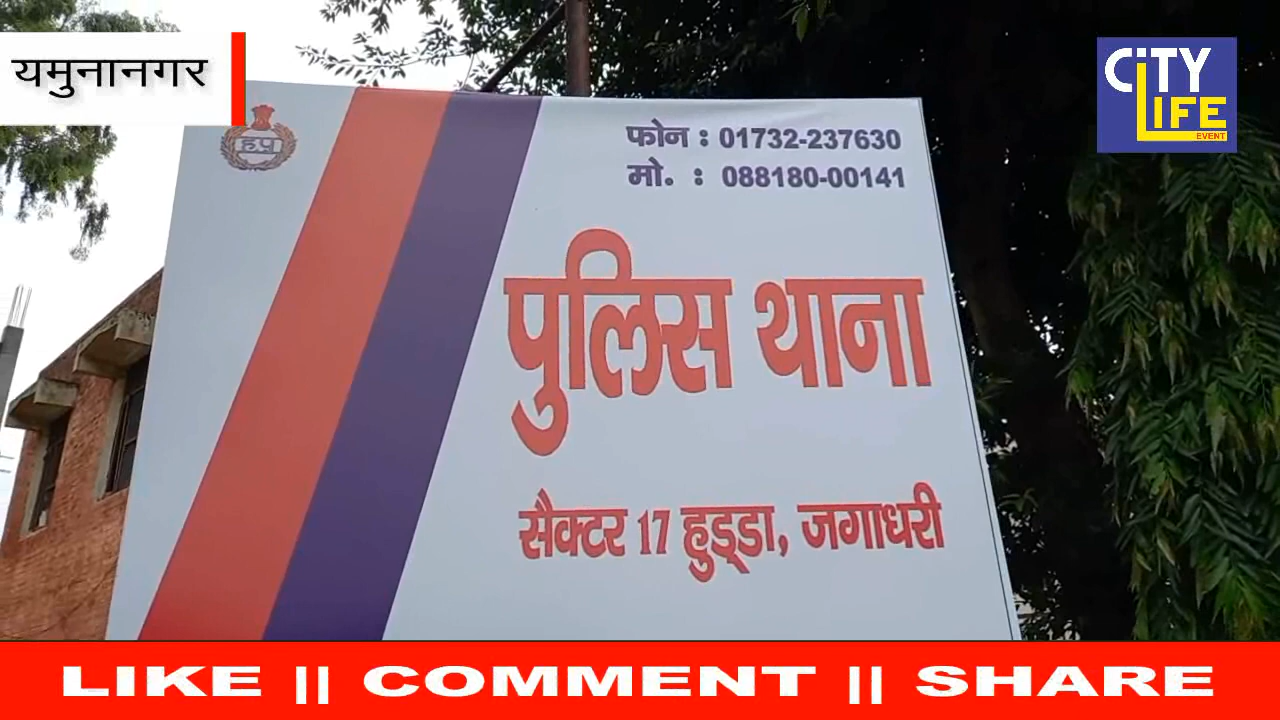 यमुनानगर
CITY
LIFE
EVENT
ह पु
फोन : 01732-237630
मो. : 088180-00141
पुलिस थाना
सैक्टर 17 हुड्डा, जगाधरी
LIKE || COMMENT || SHARE